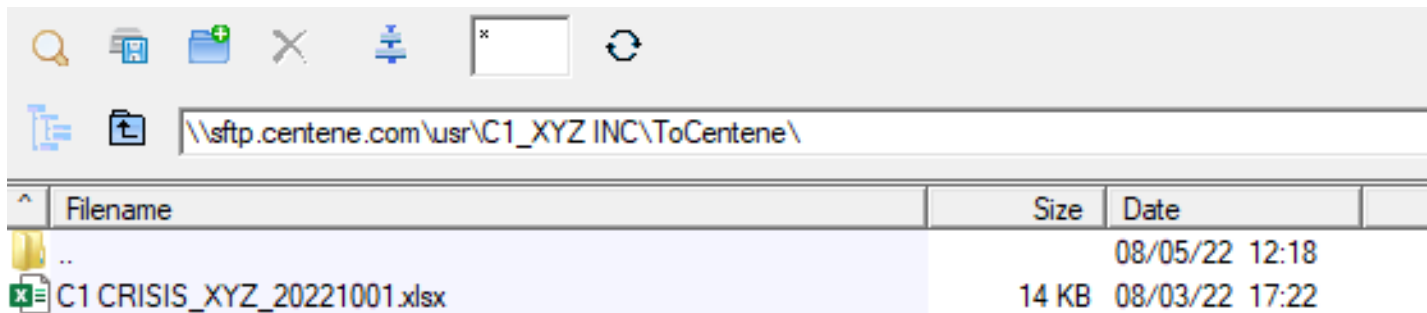 *
\\sftp.centene.com\usr\C1_XYZ INC\ToCentene\
^ Filename Size Date
.. 08/05/22 12:18
C1 CRISIS_XYZ_20221001.xlsx 14 KB 08/03/22 17:22